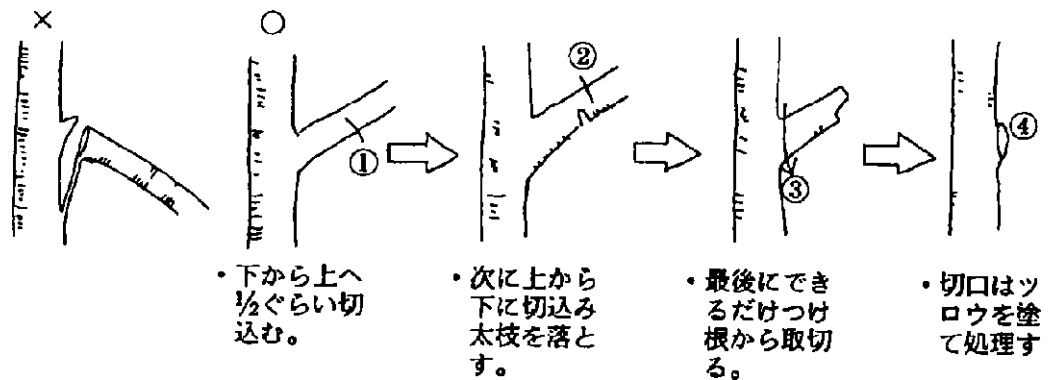 ×
○
①
②
③
④
・下から上へ
½ぐらい切
込む。
・次に上から
下に切込み
太枝を落と
す。
・最後にでき
るだけつけ
根から取切
る。
・切口はツ
ロウを塗
て処理す